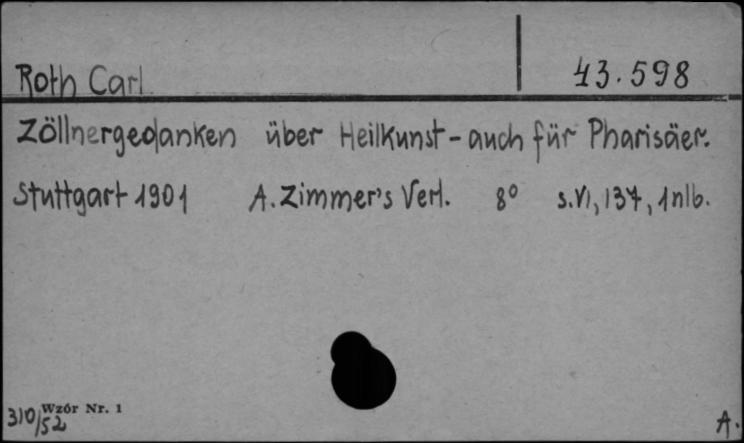 Roth Carl 43.598
Zöllnergedanken über Heilkunst - auch für Pharisäer.
Stuttgart 1901 A. Zimmer's Verl. 8° s. VI, 137, 1 nlb.
Wzór Nr. 1
310/52 A.